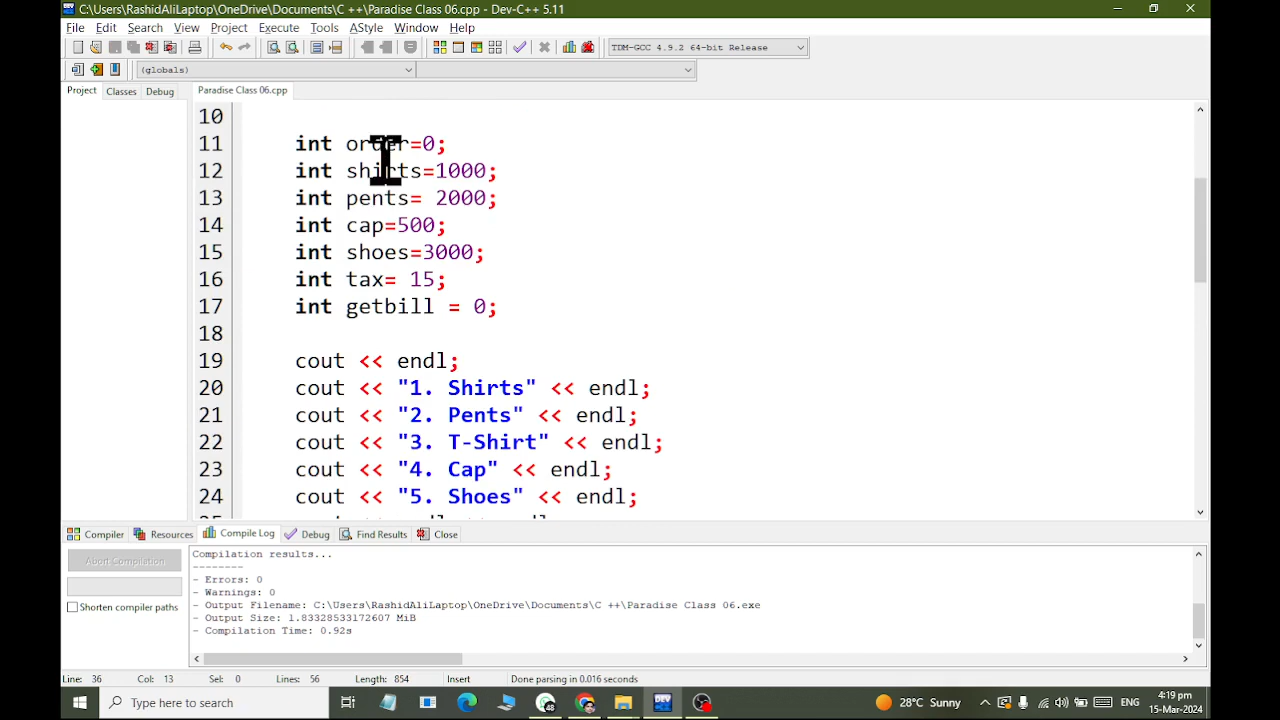 C:\Users\RashidAliLaptop\OneDrive\Documents\C ++\Paradise Class 06.cpp - Dev-C++ 5.11
File Edit Search View Project Execute Tools AStyle Window Help
TDM-GCC 4.9.2 64-bit Release
(globals)
Project Classes Debug Paradise Class 06.cpp
10
11 int order=0;
12 int shirts=1000;
13 int pents= 2000;
14 int cap=500;
15 int shoes=3000;
16 int tax= 15;
17 int getbill = 0;
18
19 cout << endl;
20 cout << "1. Shirts" << endl;
21 cout << "2. Pents" << endl;
22 cout << "3. T-Shirt" << endl;
23 cout << "4. Cap" << endl;
24 cout << "5. Shoes" << endl;
Compiler Resources Compile Log Debug Find Results Close
Abort Compilation
Shorten compiler paths
Compilation results...
--------
- Errors: 0
- Warnings: 0
- Output Filename: C:\Users\RashidAliLaptop\OneDrive\Documents\C ++\Paradise Class 06.exe
- Output Size: 1.83328533172607 MiB
- Compilation Time: 0.92s
Line: 36 Col: 13 Sel: 0 Lines: 56 Length: 854 Insert Done parsing in 0.016 seconds
Type here to search
48
28°C Sunny
ENG
4:19 pm
15-Mar-2024